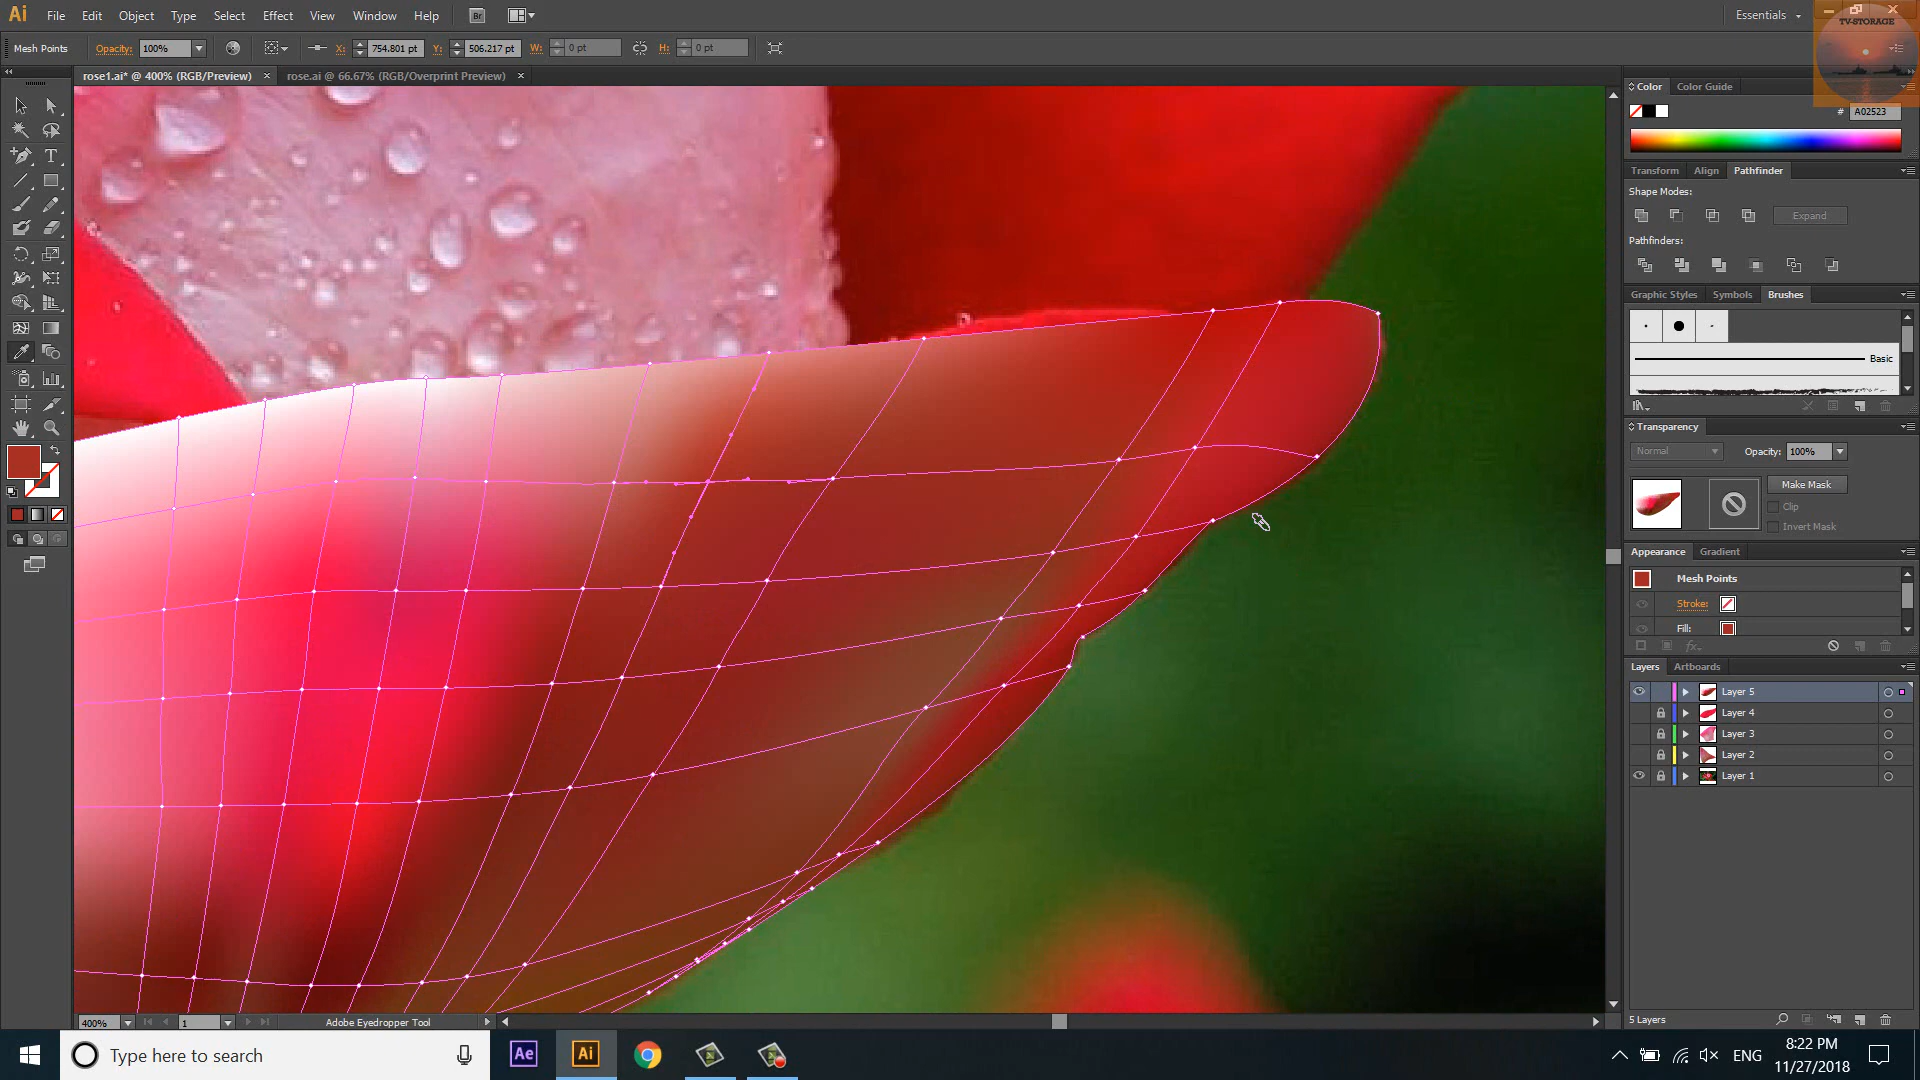 Ai File Edit Object Type Select Effect View Window Help Br Essentials
TV-STORAGE
Mesh Points Opacity: 100% X: 754.801 pt Y: 506.217 pt W: 0 pt H: 0 pt
rose1.ai* @ 400% (RGB/Preview) × rose.ai @ 66.67% (RGB/Overprint Preview) ×
Color Color Guide
# A02523
Transform Align Pathfinder
Shape Modes:
Expand
Pathfinders:
Graphic Styles Symbols Brushes
Basic
Transparency
Normal Opacity: 100%
Make Mask
Clip
Invert Mask
Appearance Gradient
Mesh Points
Stroke:
Fill:
fx
Layers Artboards
Layer 5
Layer 4
Layer 3
Layer 2
Layer 1
5 Layers
400% 1 Adobe Eyedropper Tool
Type here to search Ae Ai ENG 8:22 PM
11/27/2018